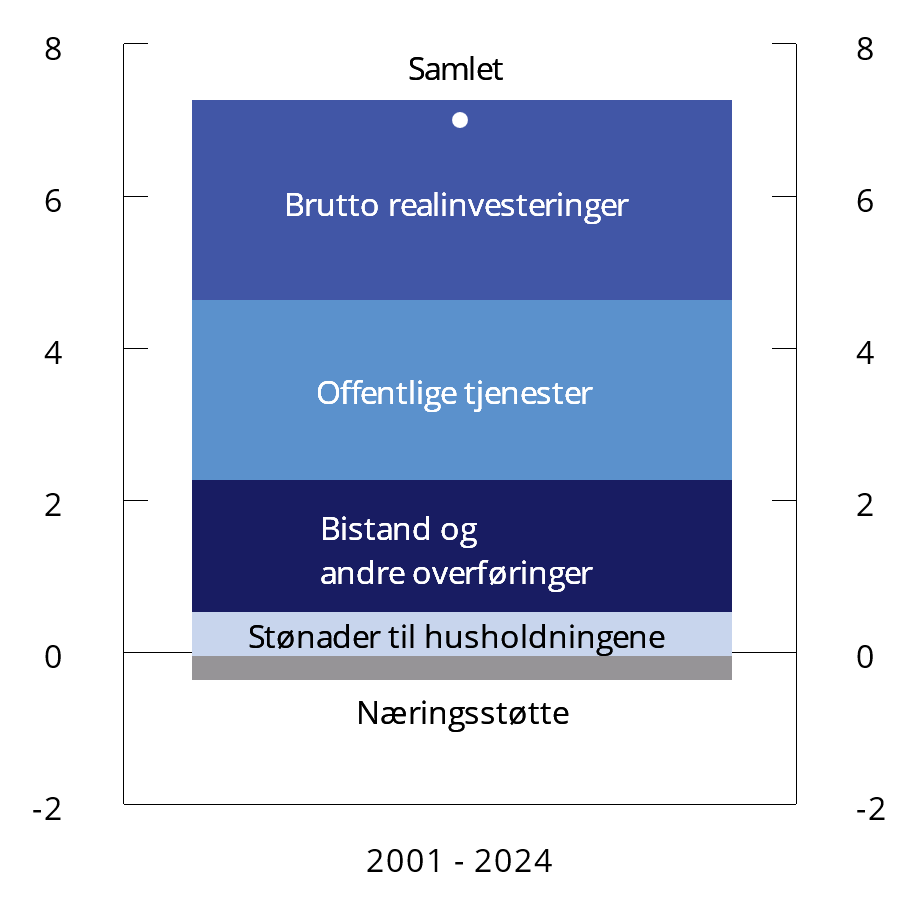 8
8
Samlet
6
Brutto realinvesteringer
6
4
Offentlige tjenester
4
2
Bistand og
2
andre overføringer
Stønader til husholdningene
0
0
Næringsstøtte
-2
-2
2001 - 2024